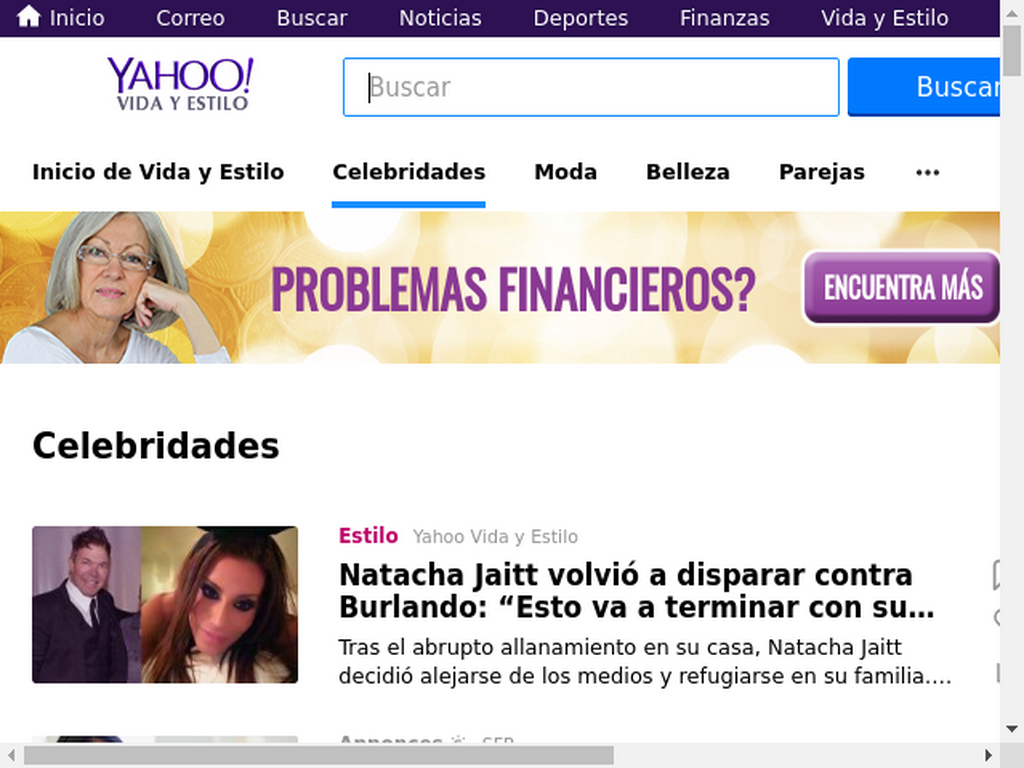 Inicio Correo Buscar Noticias Deportes Finanzas Vida y Estilo
YAHOO!
VIDA Y ESTILO
Buscar
Buscar
Inicio de Vida y Estilo Celebridades Moda Belleza Parejas ...
PROBLEMAS FINANCIEROS?
ENCUENTRA MÁS
Celebridades
Estilo Yahoo Vida y Estilo
Natacha Jaitt volvió a disparar contra
Burlando: “Esto va a terminar con su...
Tras el abrupto allanamiento en su casa, Natacha Jaitt
decidió alejarse de los medios y refugiarse en su familia....